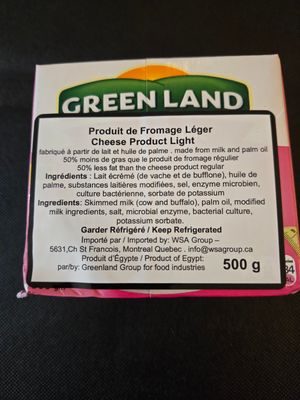 GREEN LAND
Produit de Fromage Léger
Cheese Product Light
fabriqué à partir de lait et huile de palme . made from milk and palm oil
50% moins de gras que le produit de fromage régulier
50% less fat than the cheese product regular
Ingrédients : Lait écrémé (de vache et de bufflone), huile de
palme, substances laitières modifiées, sel, enzyme microbien,
culture bactérienne, sorbate de potassium
Ingredients: Skimmed milk (cow and buffalo), palm oil, modified
milk ingredients, salt, microbial enzyme, bacterial culture,
potassium sorbate.
Garder Réfrigéré / Keep Refrigerated
Importé par / Imported by: WSA Group –
5631,Ch St Francois, Montreal Quebec . info@wsagroup.ca
Produit d'Égypte / Product of Egypt:
par/by: Greenland Group for food industries
500 g